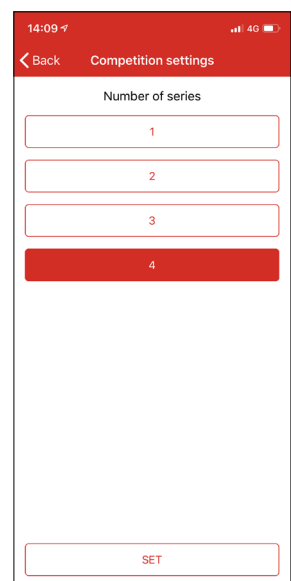 14:09 4G
Back Competition settings
Number of series
1
2
3
4
SET